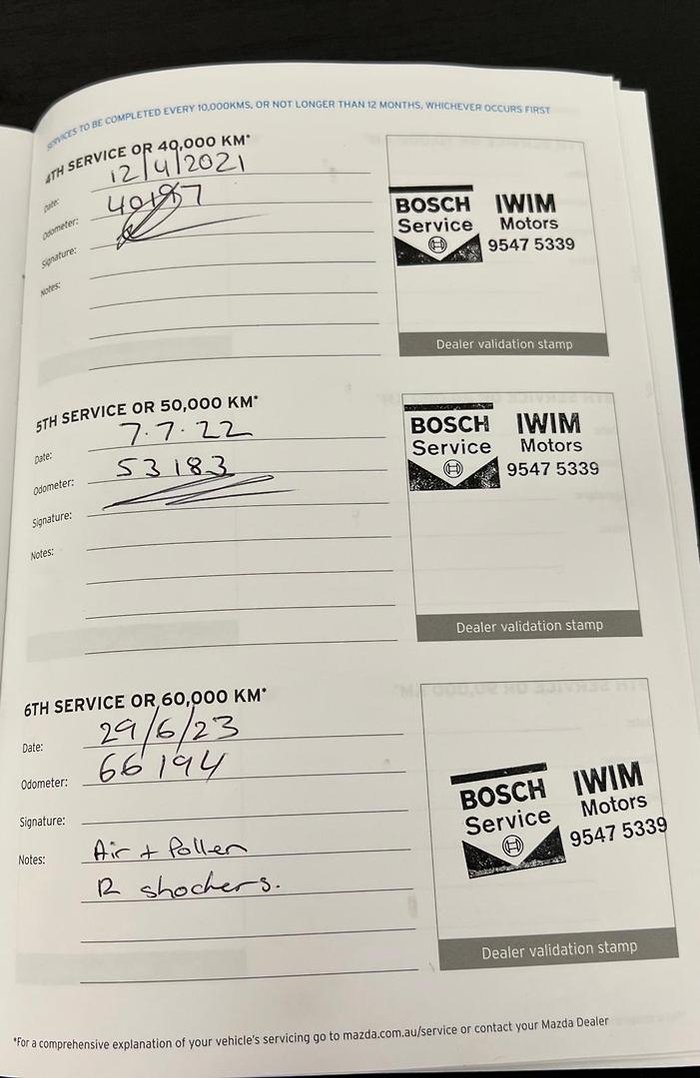 SERVICES TO BE COMPLETED EVERY 10,000KMS, OR NOT LONGER THAN 12 MONTHS, WHICHEVER OCCURS FIRST
4TH SERVICE OR 40,000 KM*
Date: 12/4/2021
Odometer: 40197
Signature:
Notes:
BOSCH IWIM
Service Motors
9547 5339
Dealer validation stamp
5TH SERVICE OR 50,000 KM*
Date: 7.7.22
Odometer: 53183
Signature:
Notes:
BOSCH IWIM
Service Motors
9547 5339
Dealer validation stamp
6TH SERVICE OR 60,000 KM*
Date: 29/6/23
Odometer: 66194
Signature:
Notes: Air + Pollen
R shockers.
BOSCH IWIM
Service Motors
9547 5339
Dealer validation stamp
*For a comprehensive explanation of your vehicle's servicing go to mazda.com.au/service or contact your Mazda Dealer